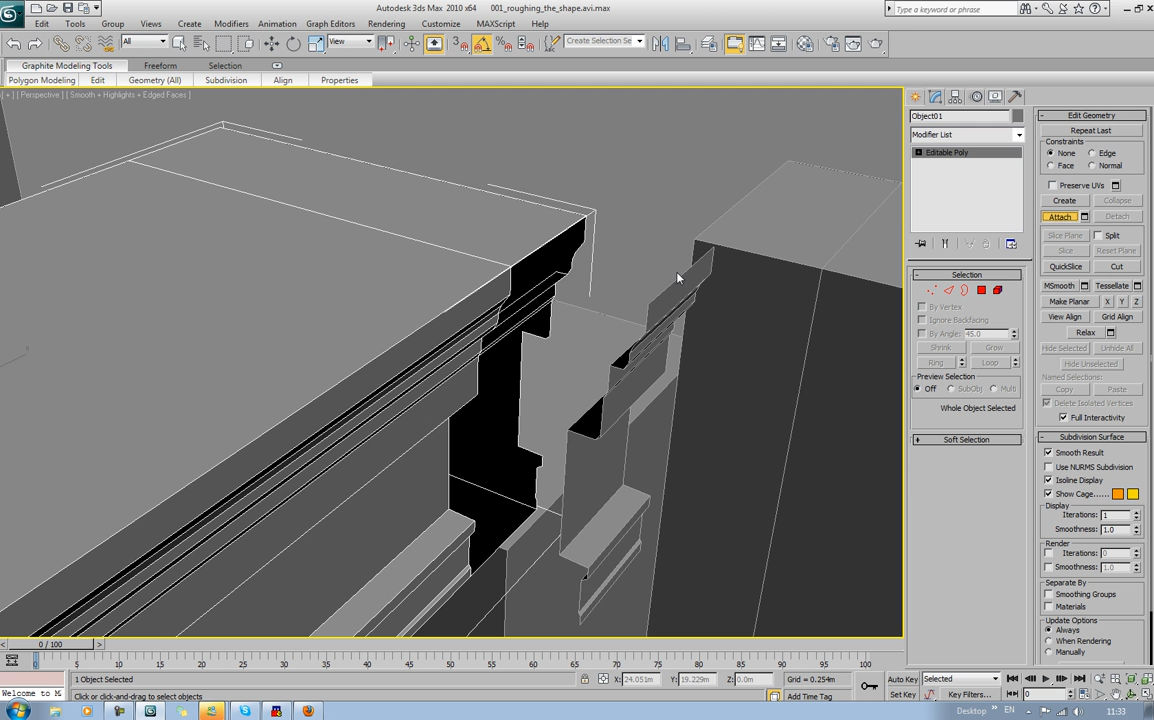 Autodesk 3ds Max 2010 x64    001_roughing_the_shape.avi.max
Type a keyword or phrase
Edit Tools Group Views Create Modifiers Animation Graph Editors Rendering Customize MAXScript Help
All View Create Selection Se
Graphite Modeling Tools Freeform Selection
Polygon Modeling Edit Geometry (All) Subdivision Align Properties
[ + ] [ Perspective ] [ Smooth + Highlights + Edged Faces ]
Object01
Modifier List
Editable Poly
Selection
By Vertex
Ignore Backfacing
By Angle: 45.0
Shrink Grow
Ring Loop
Preview Selection
Off SubObj Multi
Whole Object Selected
Soft Selection
Edit Geometry
Repeat Last
Constraints
None Edge
Face Normal
Preserve UVs
Create Collapse
Attach Detach
Slice Plane Split
Slice Reset Plane
QuickSlice Cut
MSmooth Tessellate
Make Planar X Y Z
View Align Grid Align
Relax
Hide Selected Unhide All
Hide Unselected
Named Selections:
Copy Paste
Delete Isolated Vertices
Full Interactivity
Subdivision Surface
Smooth Result
Use NURMS Subdivision
Isoline Display
Show Cage......
Display
Iterations: 1
Smoothness: 1.0
Render
Iterations: 0
Smoothness: 1.0
Separate By
Smoothing Groups
Materials
Update Options
Always
When Rendering
Manually
0 / 100
0 5 10 15 20 25 30 35 40 45 50 55 60 65 70 75 80 85 90 95 100
1 Object Selected X: 24.051m Y: 19.229m Z: 0.0m Grid = 0.254m Auto Key Selected
Welcome to M Click or click-and-drag to select objects Add Time Tag Set Key Key Filters... 0
Desktop » EN 11:33